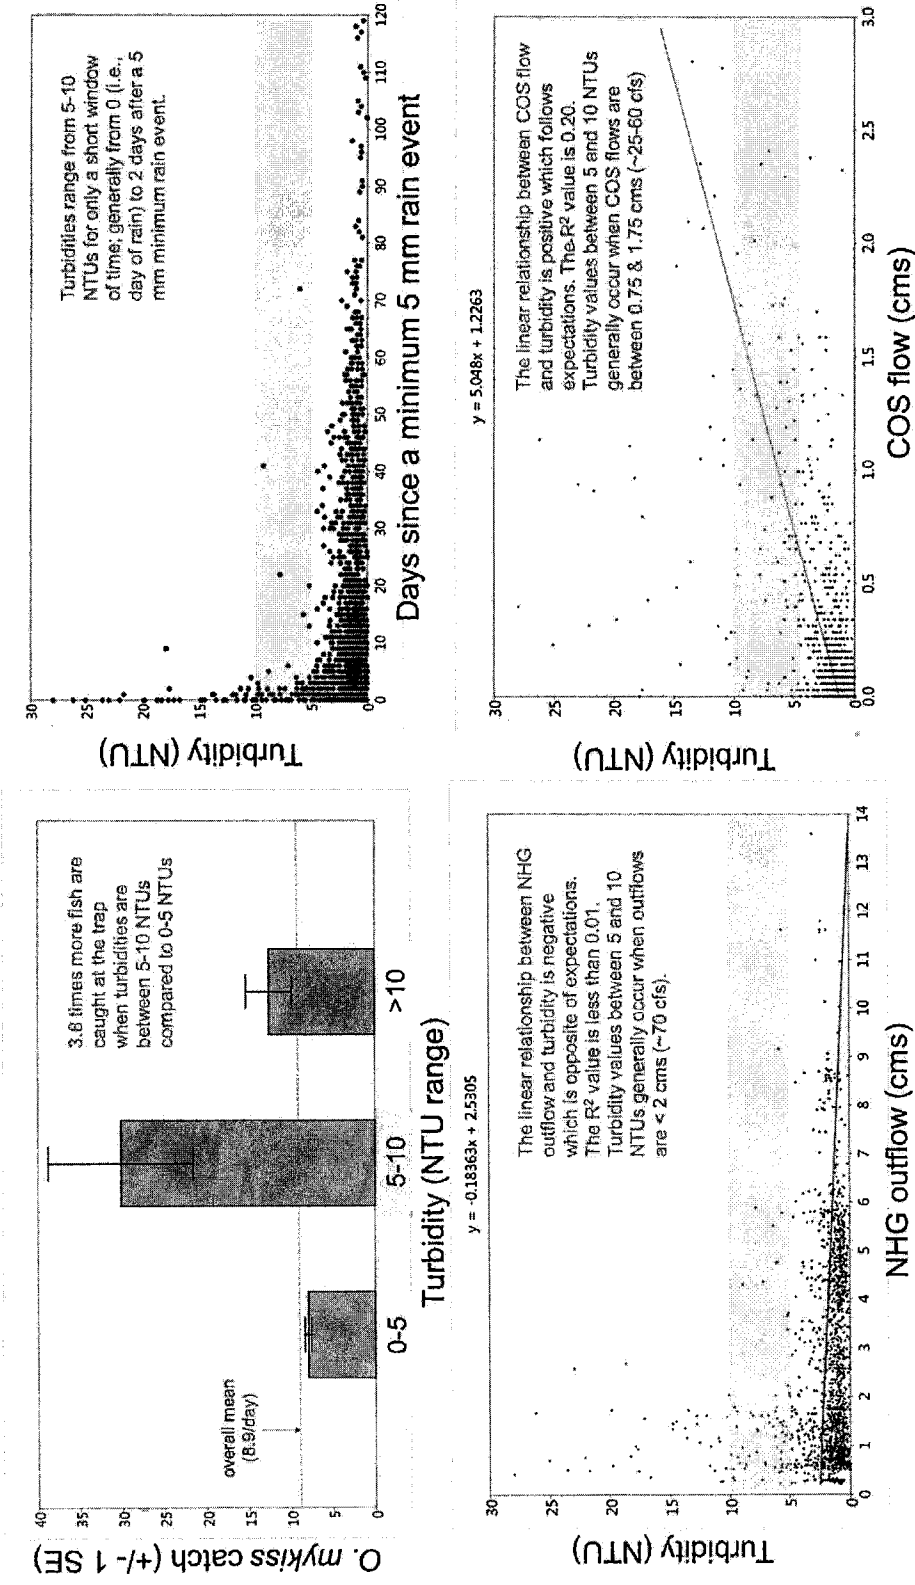 O. mykiss catch (+/- 1 SE)
40
35
30
25
20
15
10
5
0
overall mean
(8.9/day)
3.8 times more fish are
caught at the trap
when turbidities are
between 5-10 NTUs
compared to 0-5 NTUs
0-5
5-10
>10
Turbidity (NTU range)
Turbidity (NTU)
30
25
20
15
10
5
0
Turbidities range from 5-10
NTUs for only a short window
of time; generally from 0 (i.e.,
day of rain) to 2 days after a 5
mm minimum rain event.
0
10
20
30
40
50
60
70
80
90
100
110
120
Days since a minimum 5 mm rain event
y = -0.18363x + 2.5305
Turbidity (NTU)
30
25
20
15
10
5
0
The linear relationship between NHG
outflow and turbidity is negative
which is opposite of expectations.
The R² value is less than 0.01.
Turbidity values between 5 and 10
NTUs generally occur when outflows
are < 2 cms (~70 cfs).
0
1
2
3
4
5
6
7
8
9
10
11
12
13
14
NHG outflow (cms)
y = 5.048x + 1.2263
Turbidity (NTU)
30
25
20
15
10
5
0
The linear relationship between COS flow
and turbidity is positive which follows
expectations. The R² value is 0.20.
Turbidity values between 5 and 10 NTUs
generally occur when COS flows are
between 0.75 & 1.75 cms (~25-60 cfs)
0.0
0.5
1.0
1.5
2.0
2.5
3.0
COS flow (cms)